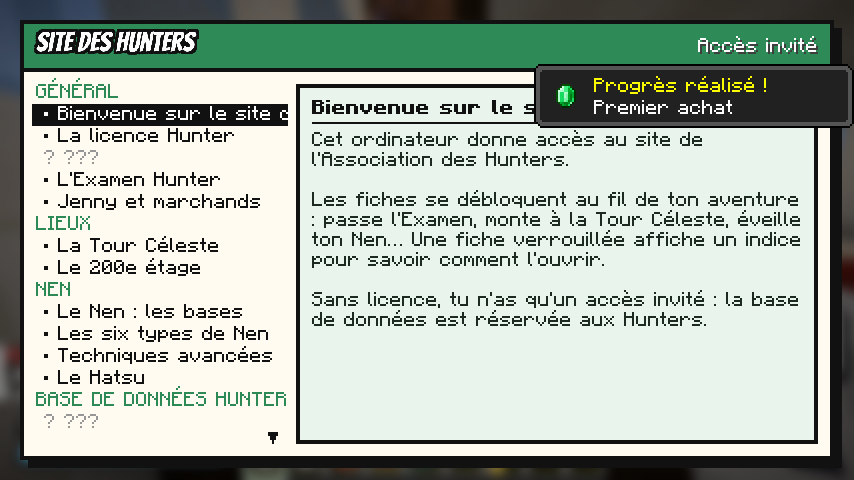 SITE DES HUNTERS
Accès invité
GÉNÉRAL
• Bienvenue sur le site d
• La licence Hunter
? ???
• L'Examen Hunter
• Jenny et marchands
LIEUX
• La Tour Céleste
• Le 200e étage
NEN
• Le Nen : les bases
• Les six types de Nen
• Techniques avancées
• Le Hatsu
BASE DE DONNÉES HUNTER
? ???
Progrès réalisé !
Premier achat
Bienvenue sur le s
Cet ordinateur donne accès au site de
l'Association des Hunters.
Les fiches se débloquent au fil de ton aventure
: passe l'Examen, monte à la Tour Céleste, éveille
ton Nen... Une fiche verrouillée affiche un indice
pour savoir comment l'ouvrir.
Sans licence, tu n'as qu'un accès invité : la base
de données est réservée aux Hunters.